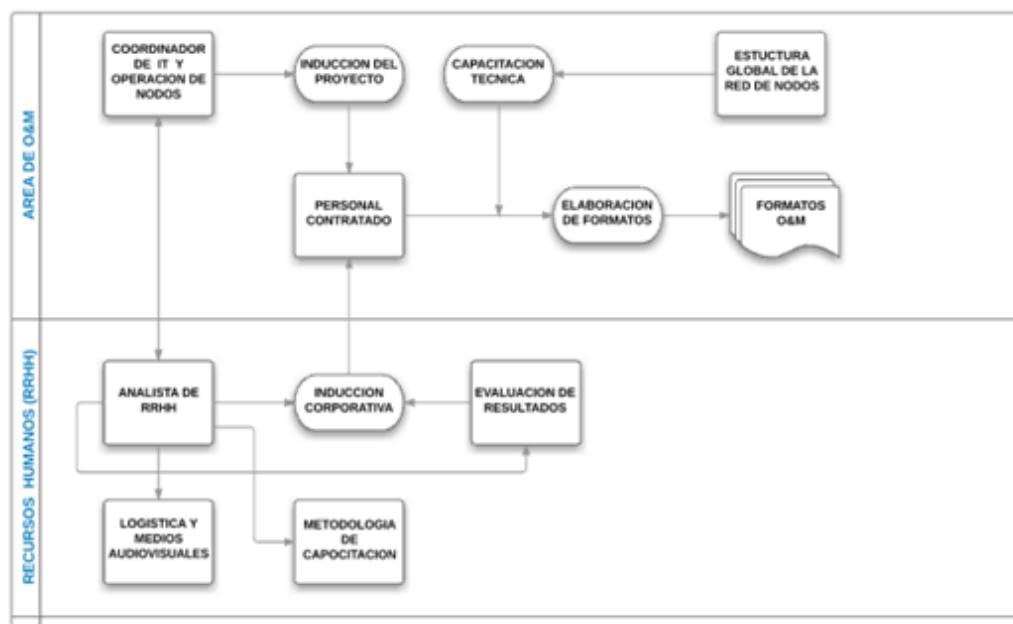 AREA DE O&M
COORDINADOR
DE IT Y
OPERACION DE
NODOS
INDUCCION DEL
PROYECTO
CAPACITACION
TECNICA
ESTUCTURA
GLOBAL DE LA
RED DE NODOS
PERSONAL
CONTRATADO
ELABORACION
DE FORMATOS
FORMATOS
O&M
RECURSOS HUMANOS (RRHH)
ANALISTA DE
RRHH
INDUCCION
CORPORATIVA
EVALUACION DE
RESULTADOS
LOGISTICA Y
MEDIOS
AUDIOVISUALES
METODOLOGIA
DE
CAPOCITACION